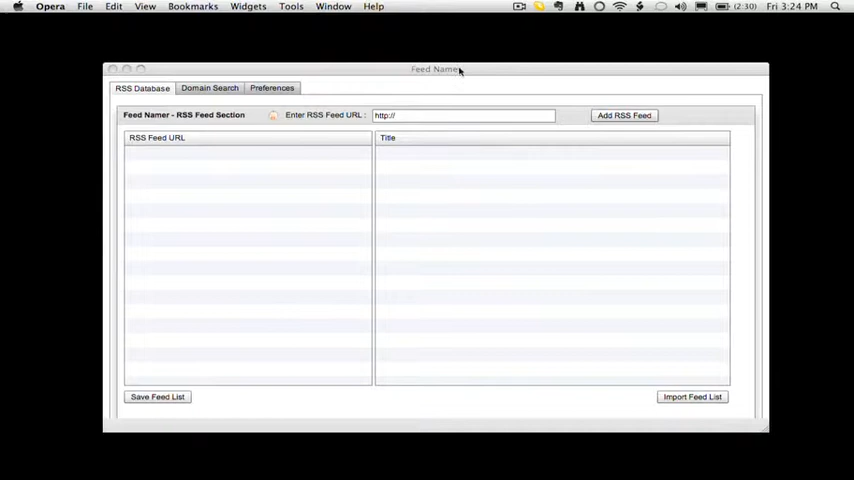 Opera File Edit View Bookmarks Widgets Tools Window Help (2:30) Fri 3:24 PM
Feed Namer
RSS Database Domain Search Preferences
Feed Namer - RSS Feed Section Enter RSS Feed URL : http:// Add RSS Feed
RSS Feed URL Title
Save Feed List Import Feed List